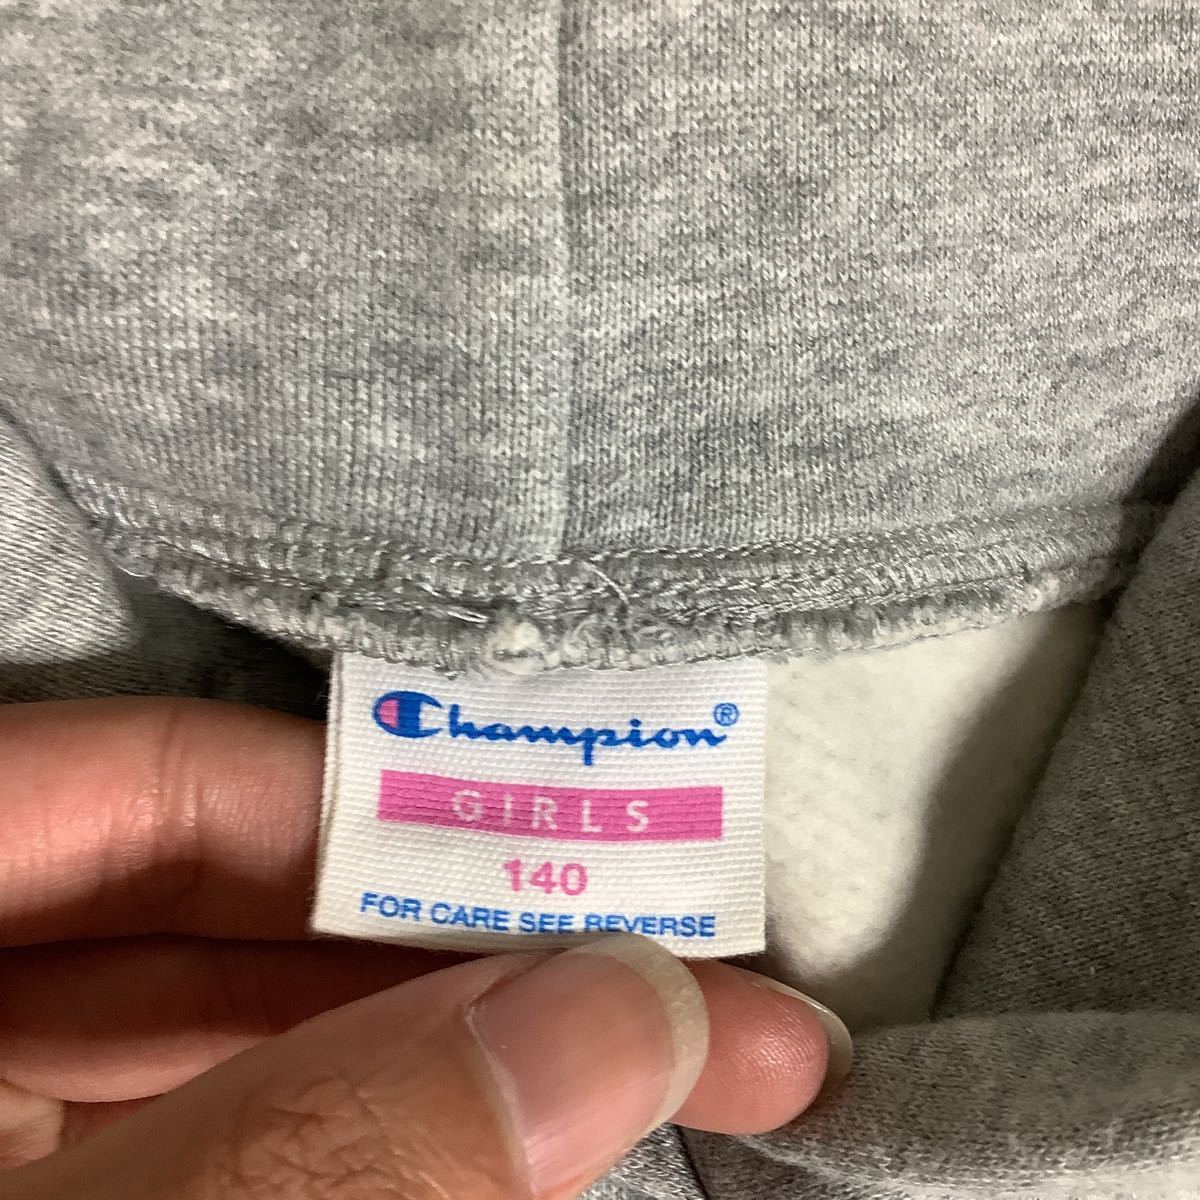 Champion®
GIRLS
140
FOR CARE SEE REVERSE